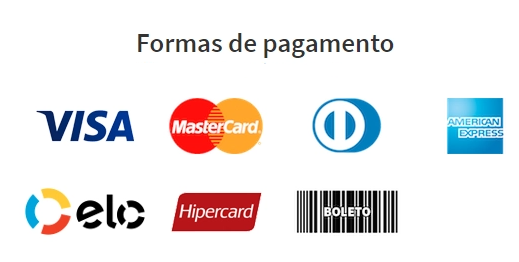 Formas de pagamento
VISA
MasterCard
AMERICAN
EXPRESS
elo
Hipercard
BOLETO